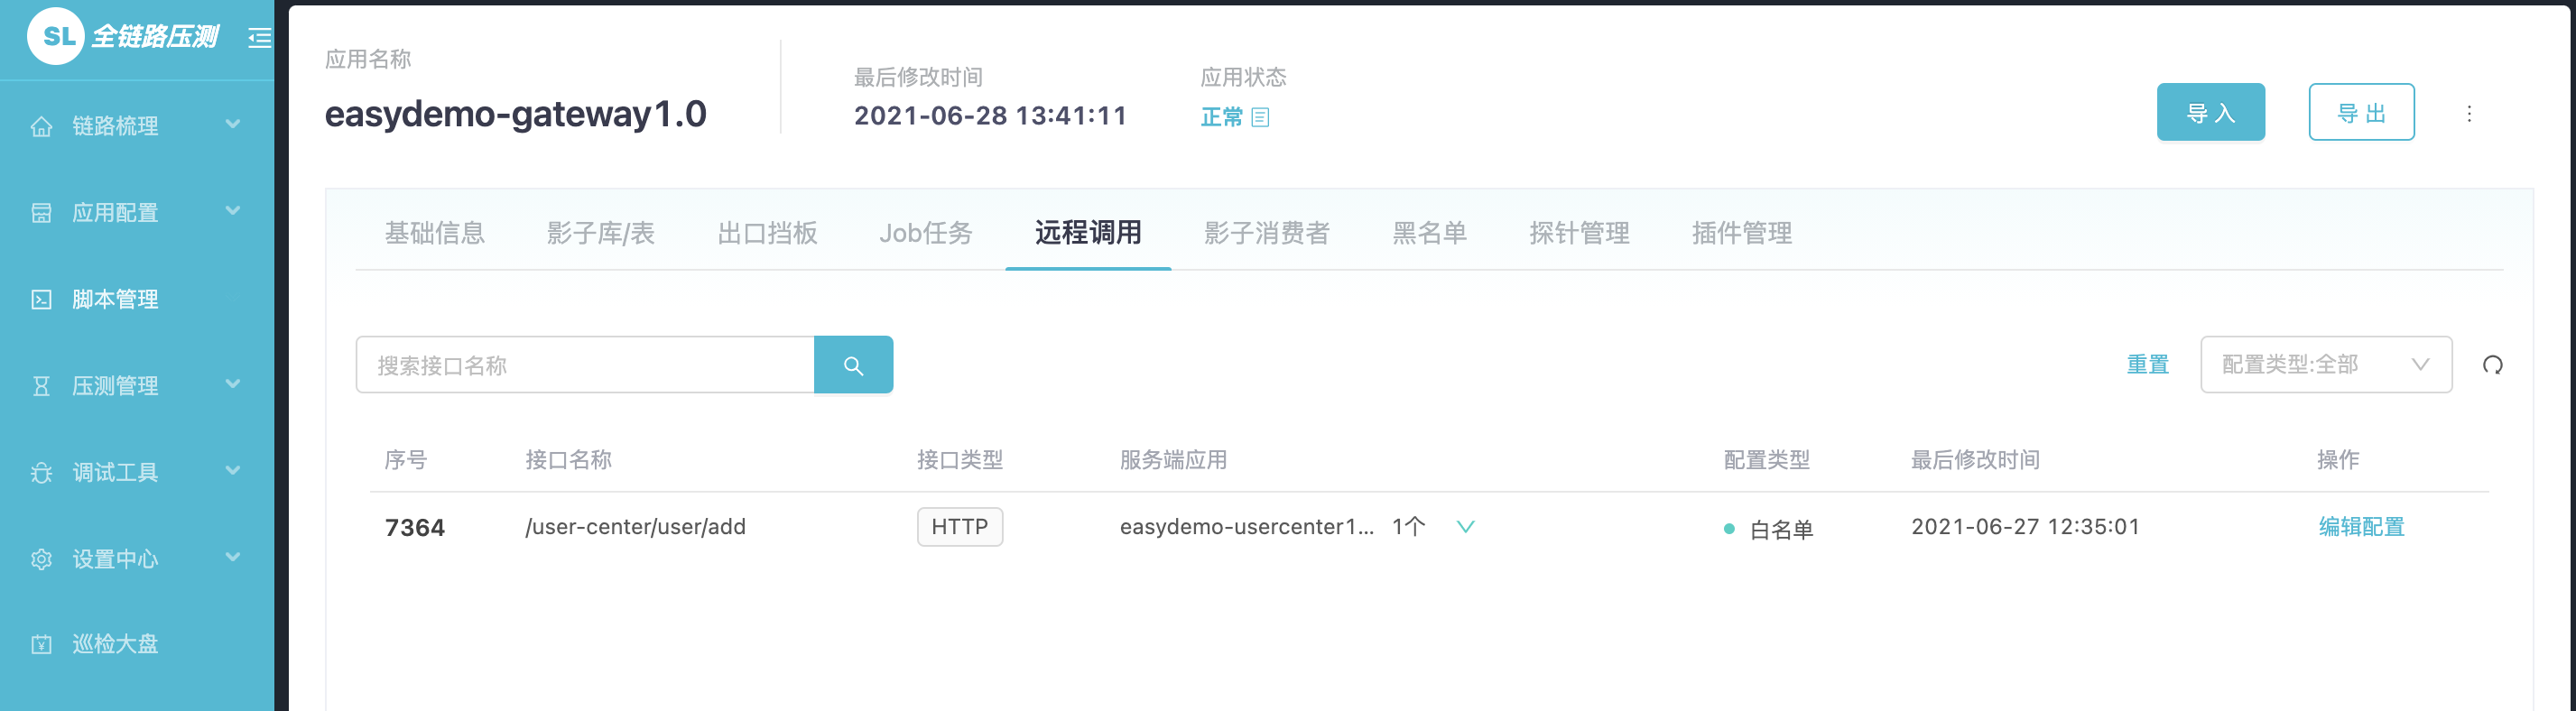 SL 全链路压测
链路梳理
应用配置
脚本管理
压测管理
调试工具
设置中心
巡检大盘
应用名称
easydemo-gateway1.0
最后修改时间
2021-06-28 13:41:11
应用状态
正常
导 入
导 出
基础信息 影子库/表 出口挡板 Job任务 远程调用 影子消费者 黑名单 探针管理 插件管理
搜索接口名称
重置
配置类型:全部
序号 接口名称 接口类型 服务端应用 配置类型 最后修改时间 操作
7364 /user-center/user/add HTTP easydemo-usercenter1... 1个 白名单 2021-06-27 12:35:01 编辑配置